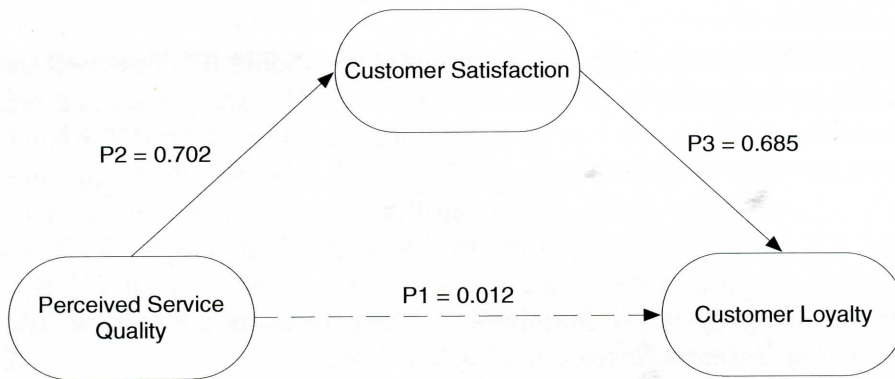 Customer Satisfaction
P2 = 0.702
P3 = 0.685
P1 = 0.012
Perceived Service
Quality
Customer Loyalty